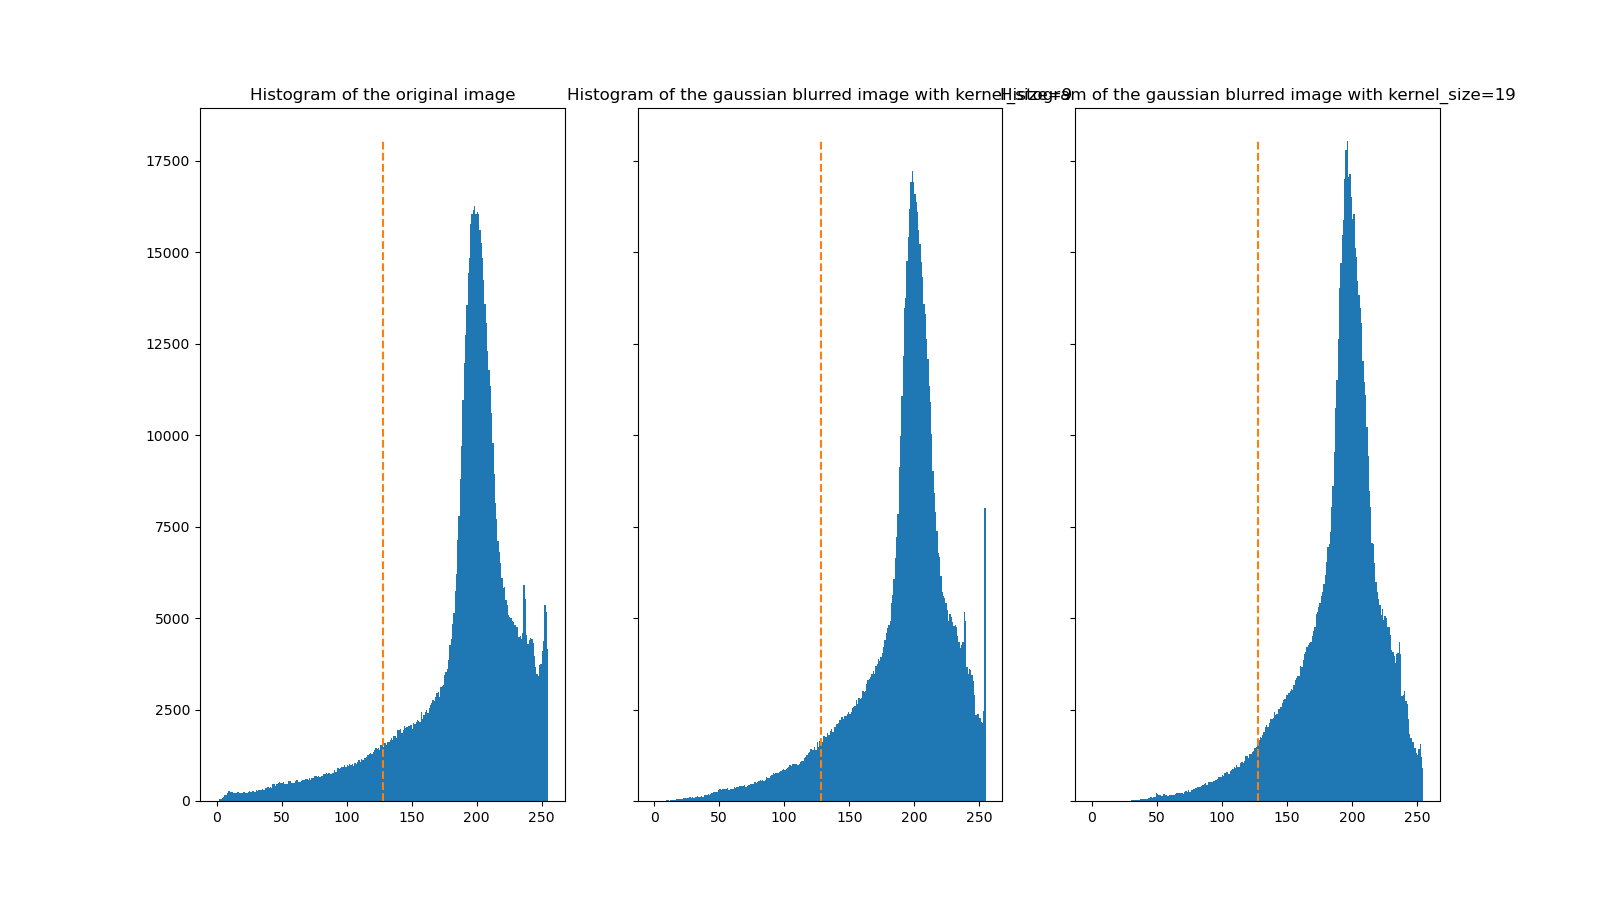 Histogram of the original image
Histogram of the gaussian blurred image with kernel_size=9
Histogram of the gaussian blurred image with kernel_size=19
17500
15000
12500
10000
7500
5000
2500
0
0 50 100 150 200 250
0 50 100 150 200 250
0 50 100 150 200 250